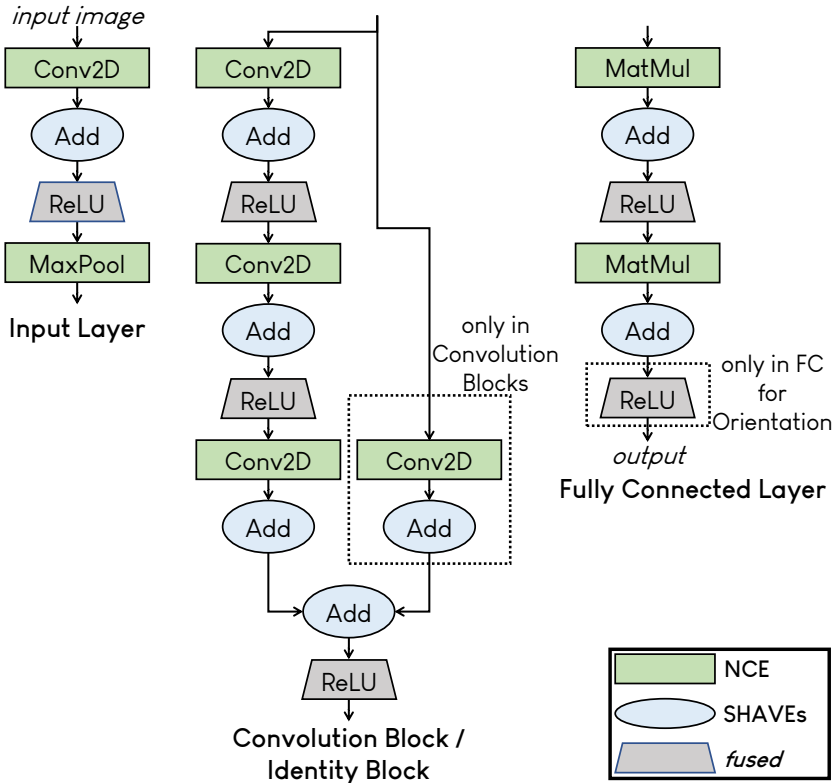 input image
Conv2D
Add
ReLU
MaxPool
Input Layer
Conv2D
Add
ReLU
Conv2D
Add
ReLU
Conv2D
Add
only in
Convolution
Blocks
Conv2D
Add
Add
ReLU
Convolution Block /
Identity Block
MatMul
Add
ReLU
MatMul
Add
ReLU
only in FC
for
Orientation
output
Fully Connected Layer
NCE
SHAVEs
fused